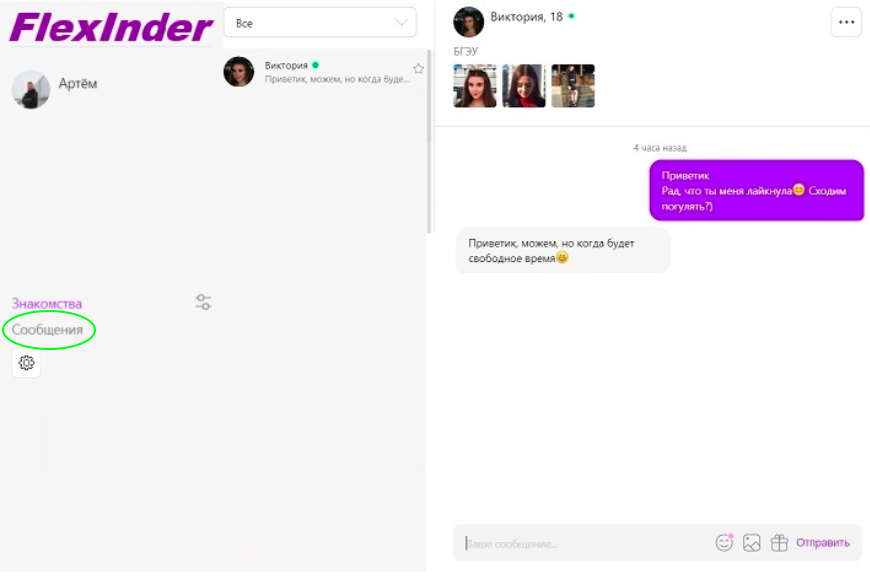 FlexInder
Артём
Знакомства
Сообщения
Все
Виктория
Приветик, можем, но когда буде...
Виктория, 18
БГЭУ
4 часа назад
Приветик
Рад, что ты меня лайкнула😊 Сходим
погулять?)
Приветик, можем, но когда будет
свободное время😊
Ваше сообщение...
Отправить